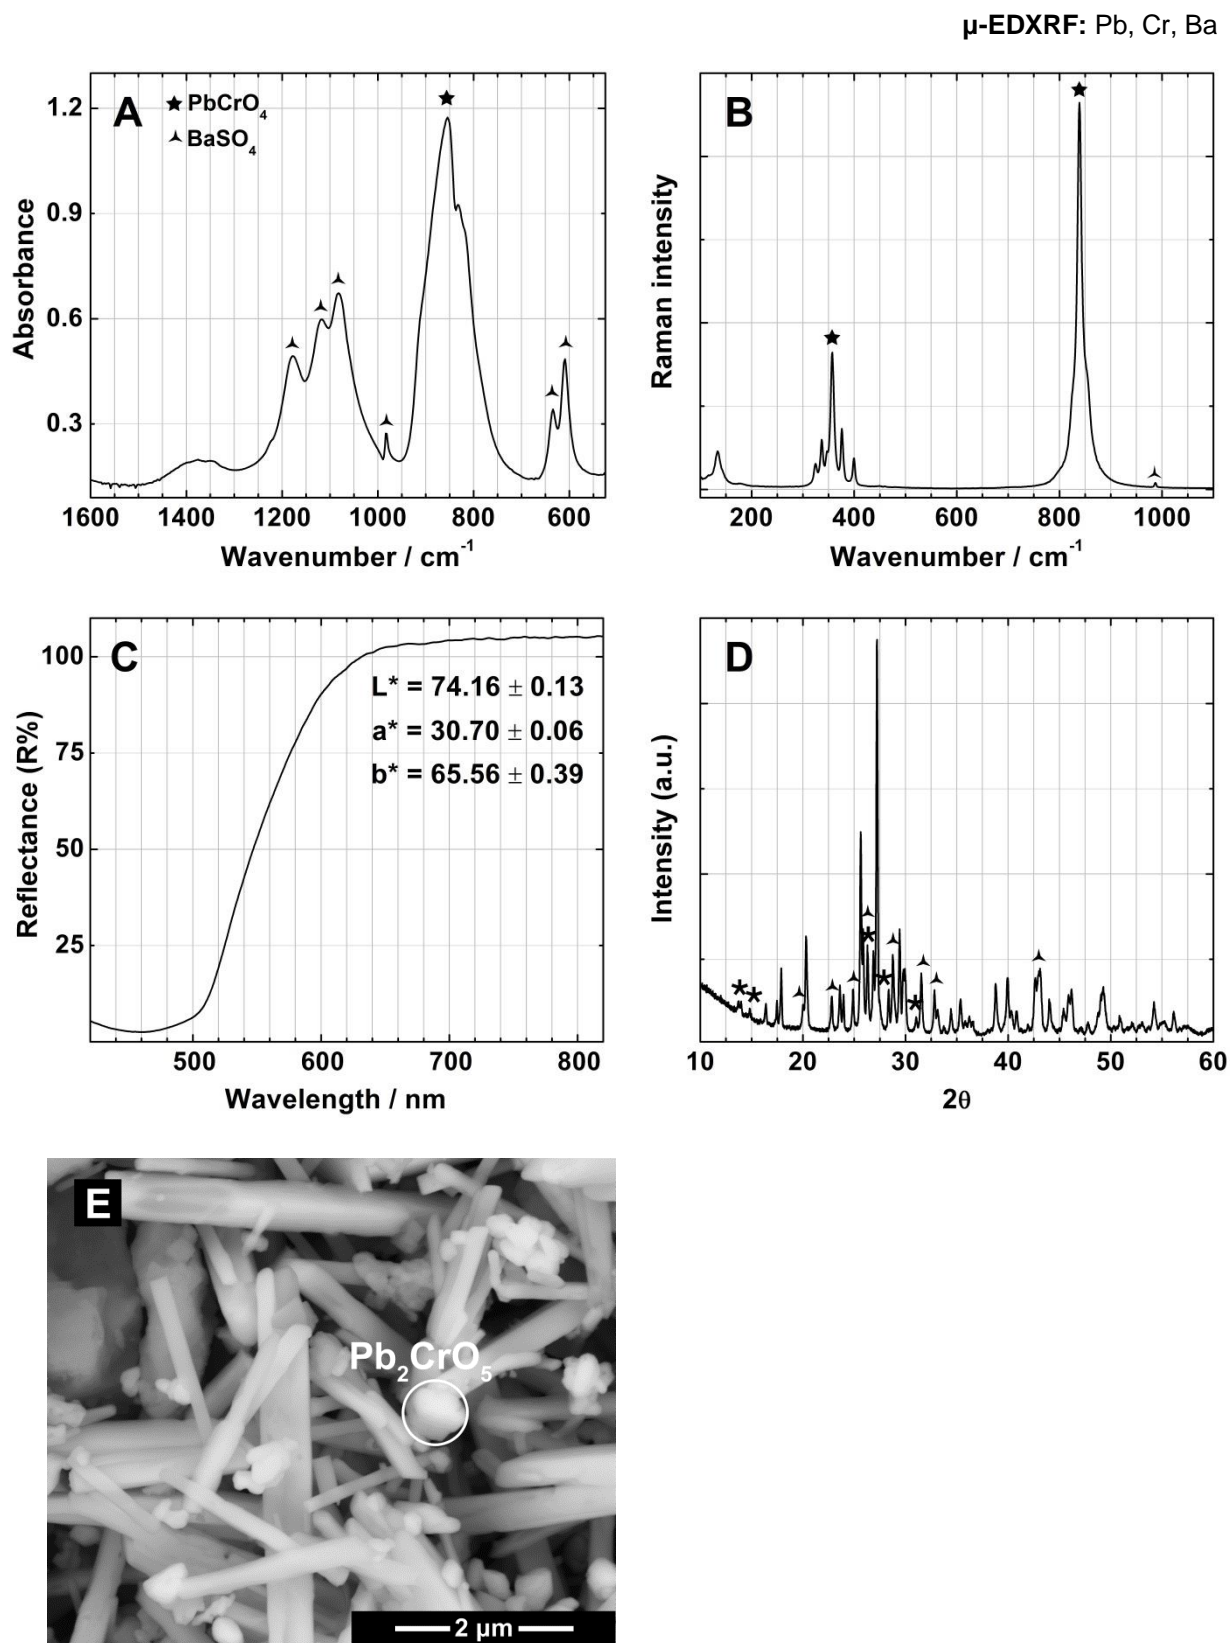 μ-EDXRF: Pb, Cr, Ba
A
★ PbCrO₄
⅄ BaSO₄
1.2
0.9
0.6
0.3
Absorbance
1600 1400 1200 1000 800 600
Wavenumber / cm⁻¹
B
Raman intensity
200 400 600 800 1000
Wavenumber / cm⁻¹
C
L* = 74.16 ± 0.13
a* = 30.70 ± 0.06
b* = 65.56 ± 0.39
100
75
50
25
Reflectance (R%)
500 600 700 800
Wavelength / nm
D
Intensity (a.u.)
10 20 30 40 50 60
2θ
E
Pb₂CrO₅
2 μm